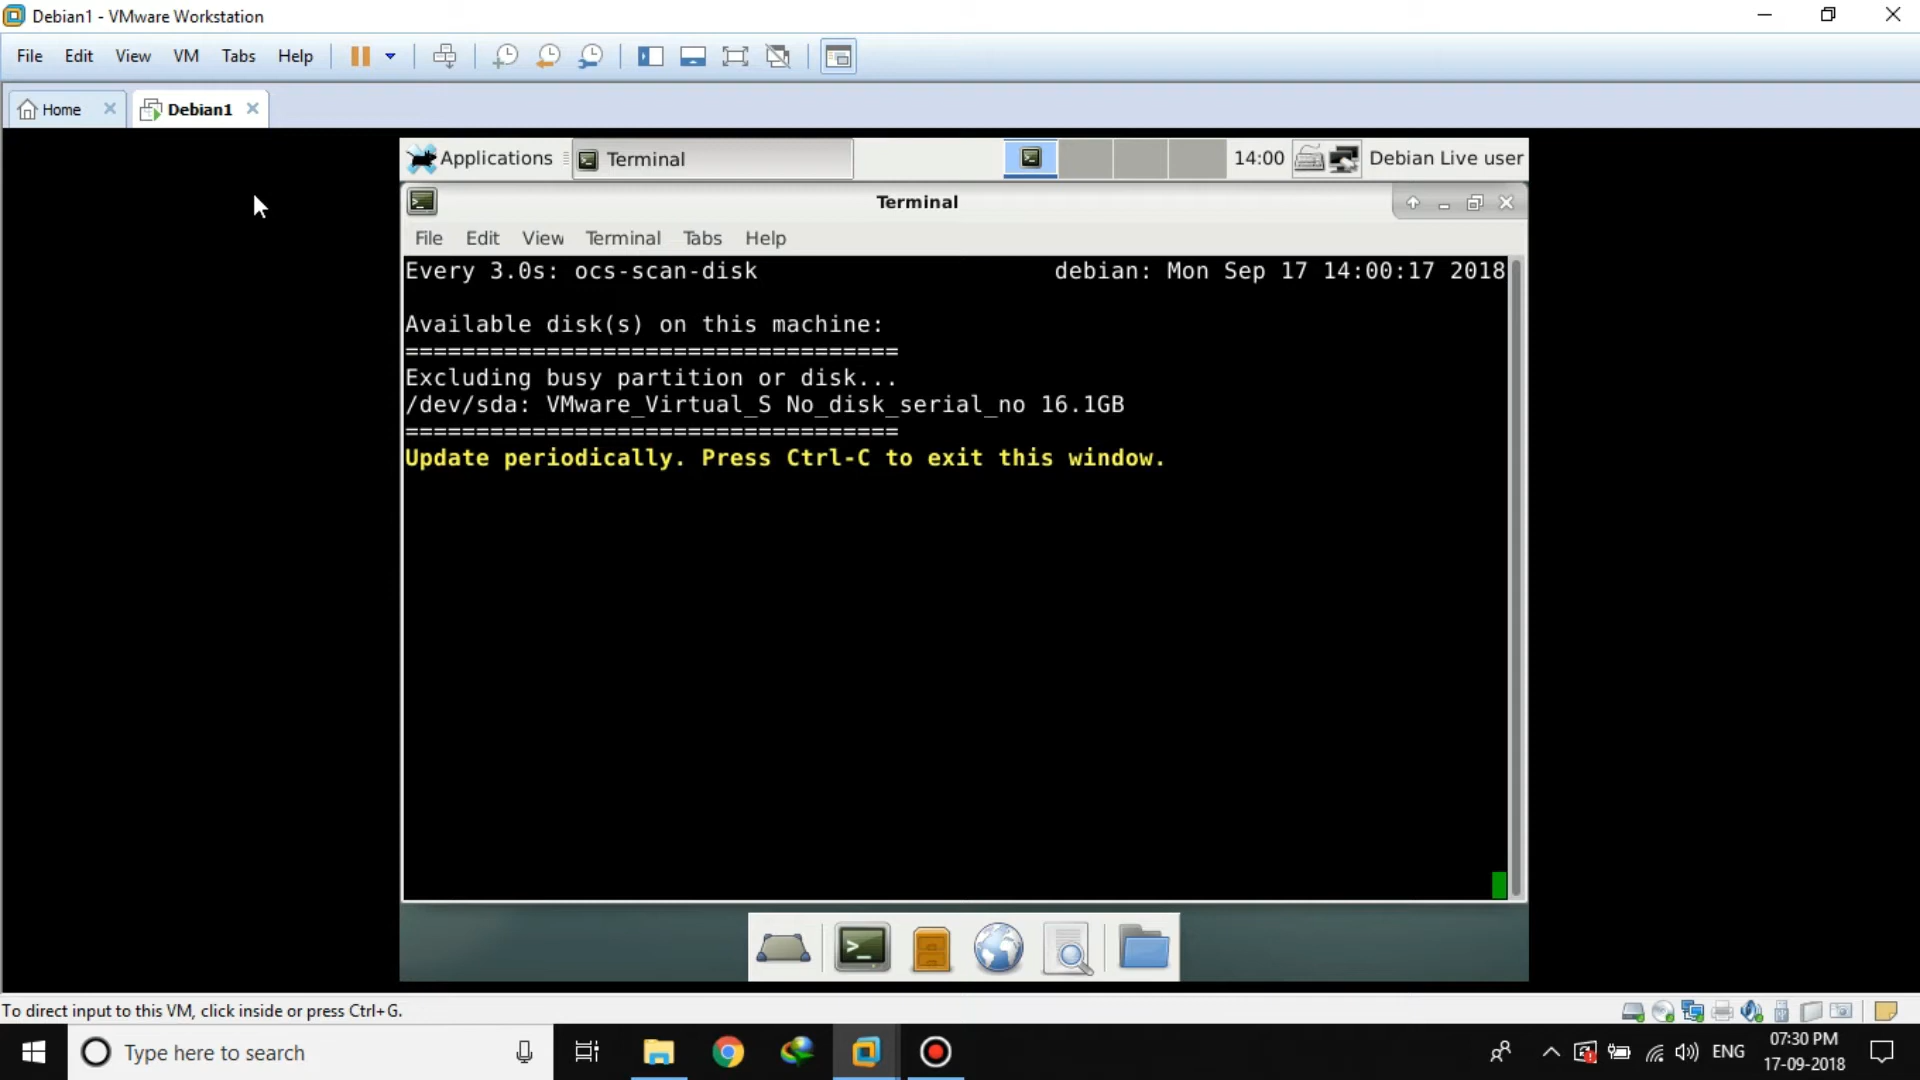 Debian1 - VMware Workstation
File Edit View VM Tabs Help
Home Debian1
Applications Terminal 14:00 Debian Live user
Terminal
File Edit View Terminal Tabs Help
Every 3.0s: ocs-scan-disk debian: Mon Sep 17 14:00:17 2018
Available disk(s) on this machine:
===================================
Excluding busy partition or disk...
/dev/sda: VMware_Virtual_S No_disk_serial_no 16.1GB
===================================
Update periodically. Press Ctrl-C to exit this window.
To direct input to this VM, click inside or press Ctrl+G.
Type here to search ENG 07:30 PM
17-09-2018